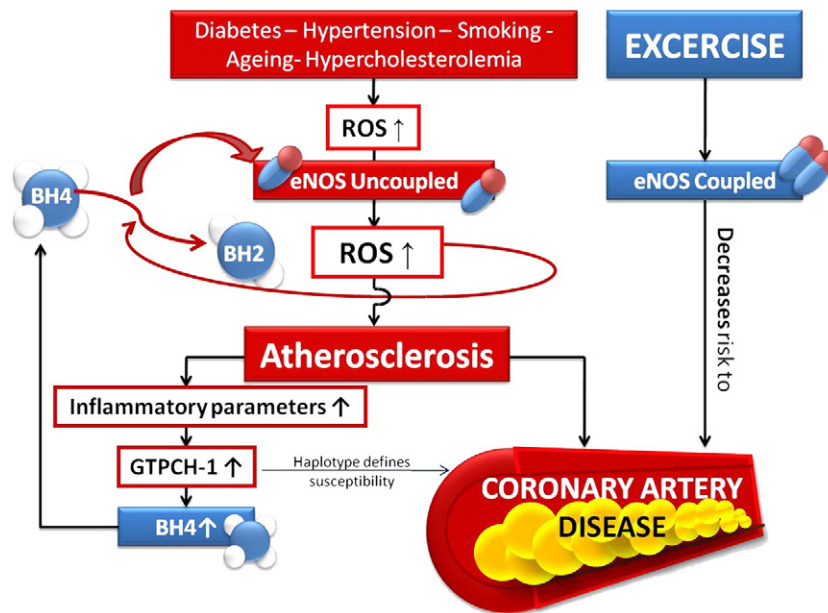 Diabetes – Hypertension – Smoking -
Ageing- Hypercholesterolemia
EXCERCISE
ROS ↑
eNOS Uncoupled
eNOS Coupled
BH4
BH2
ROS ↑
Decreases risk to
Atherosclerosis
Inflammatory parameters ↑
GTPCH-1 ↑
Haplotype defines
susceptibility
BH4↑
CORONARY ARTERY
DISEASE